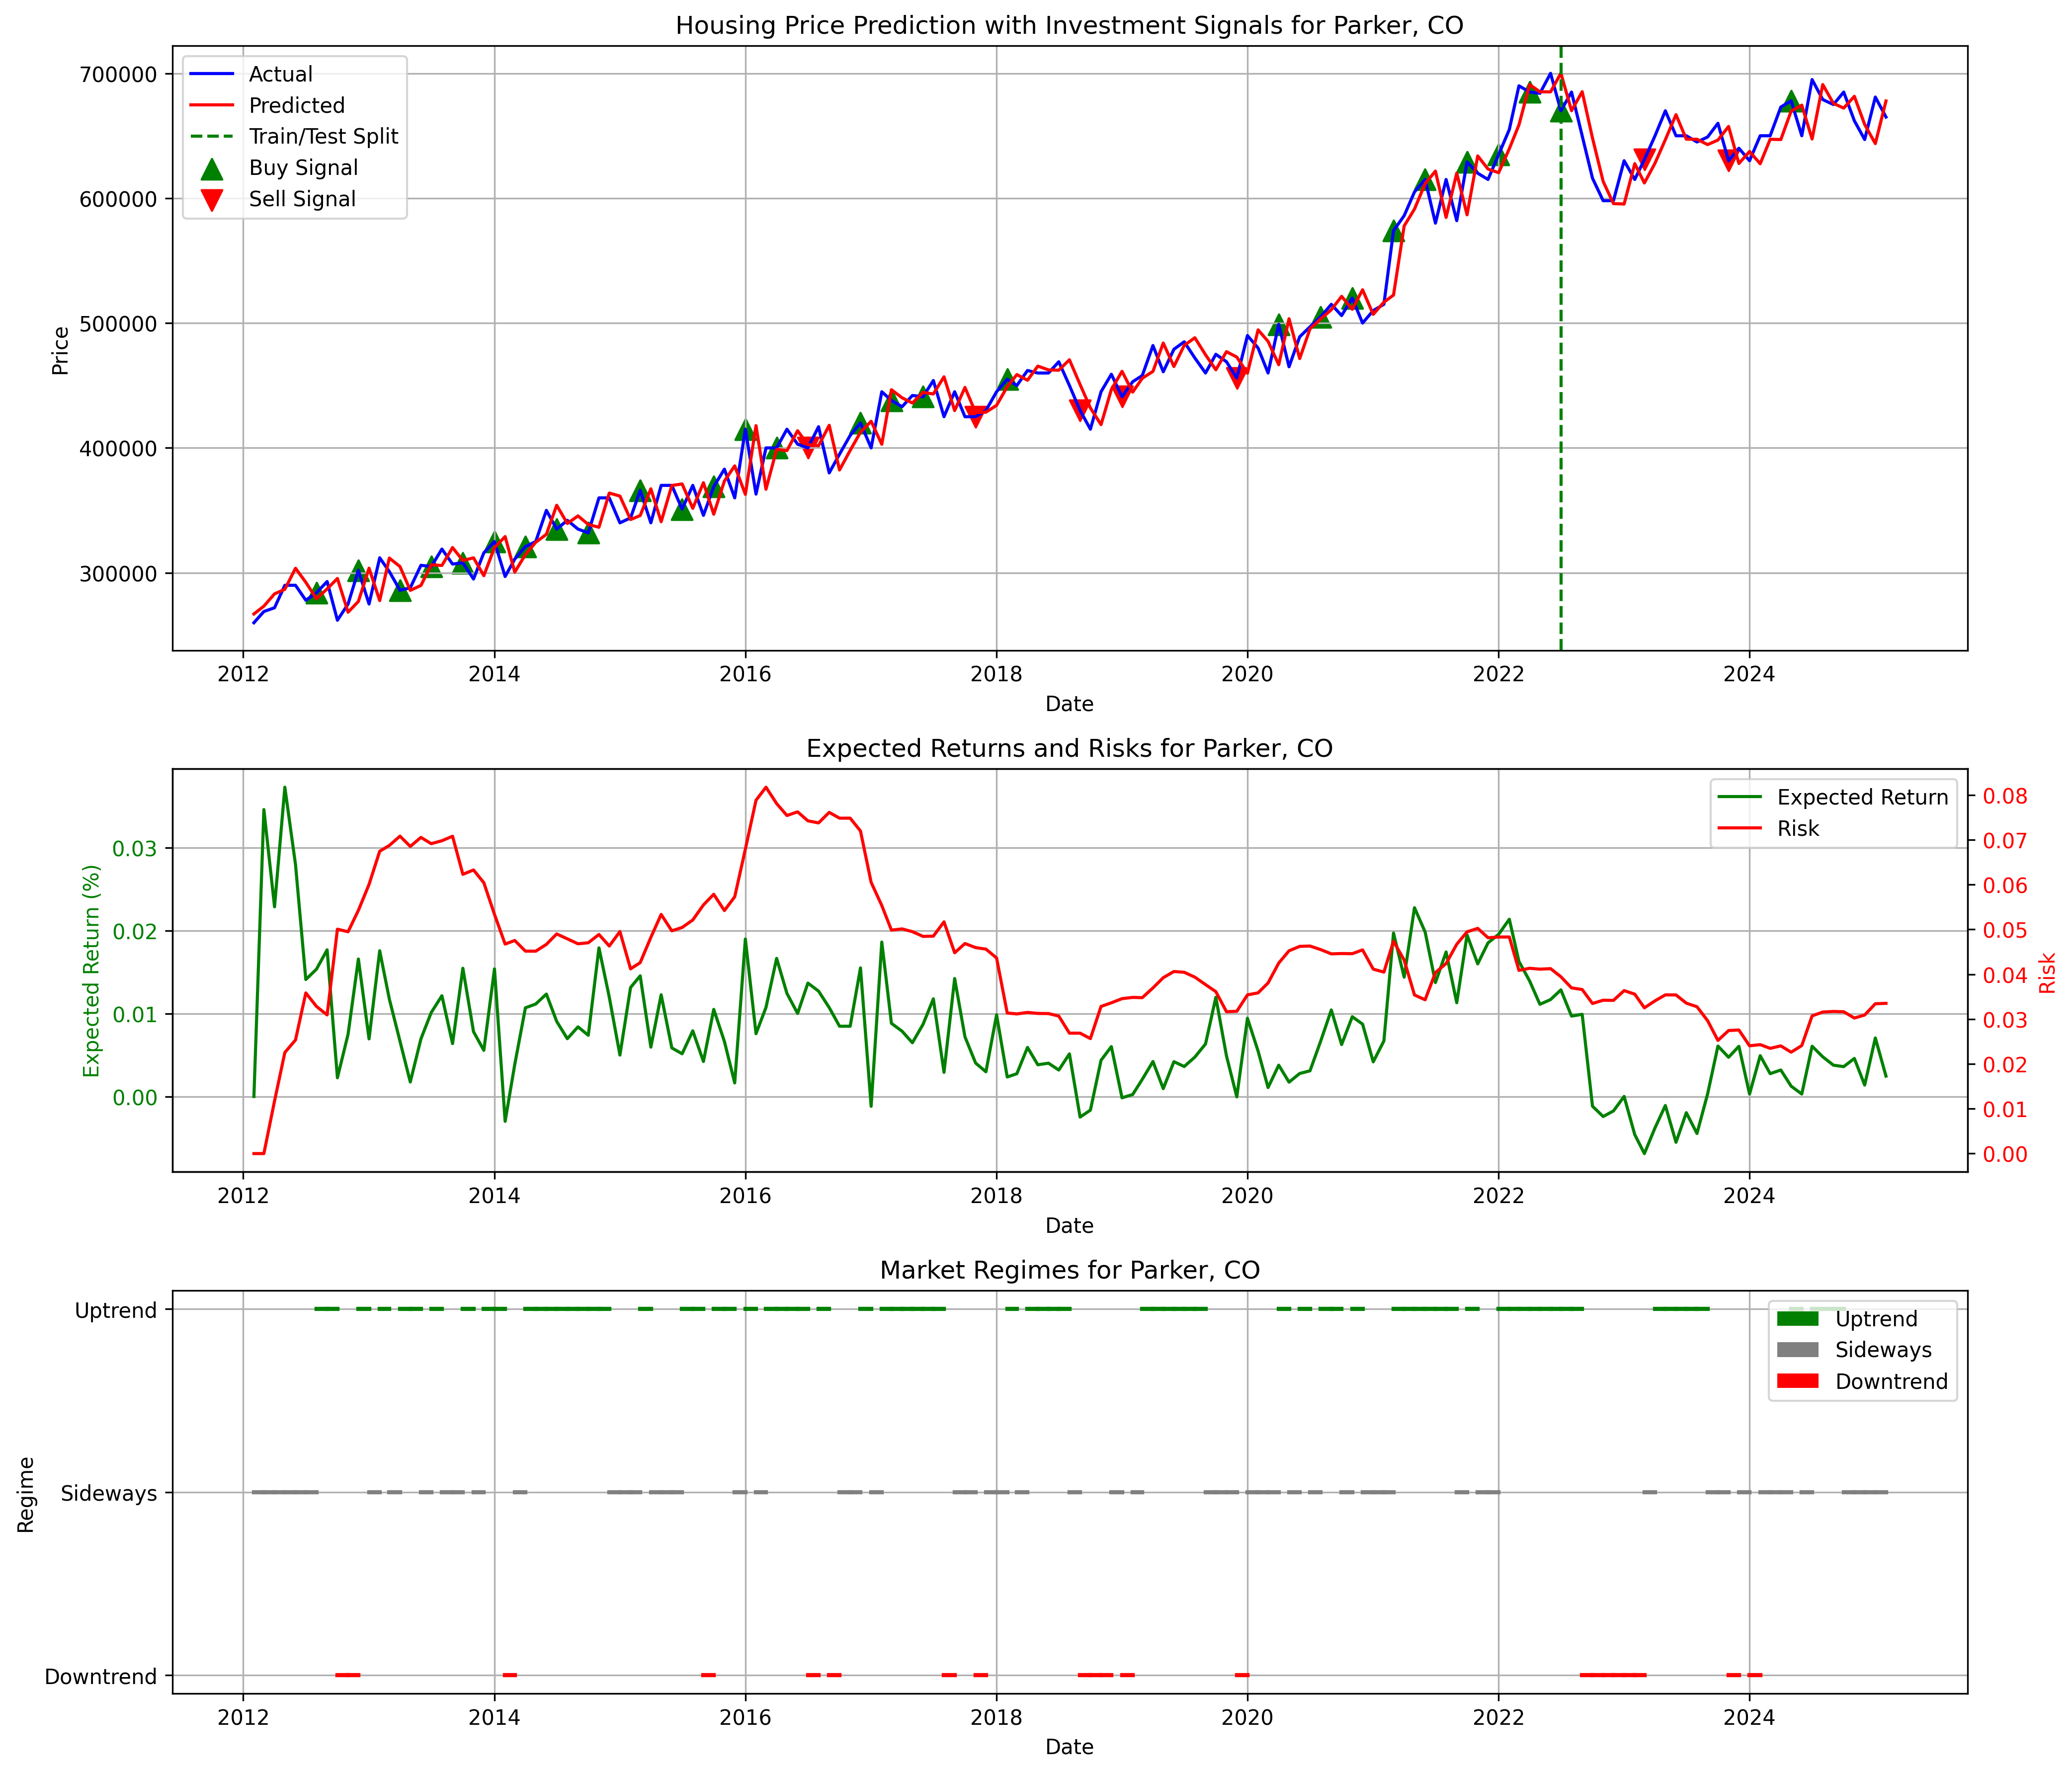 Housing Price Prediction with Investment Signals for Parker, CO
Actual
Predicted
Train/Test Split
Buy Signal
Sell Signal
700000
600000
500000
400000
300000
Price
2012 2014 2016 2018 2020 2022 2024
Date
Expected Returns and Risks for Parker, CO
Expected Return
Risk
0.03
0.02
0.01
0.00
Expected Return (%)
0.08
0.07
0.06
0.05
0.04
0.03
0.02
0.01
0.00
Risk
2012 2014 2016 2018 2020 2022 2024
Date
Market Regimes for Parker, CO
Uptrend
Sideways
Downtrend
Regime
Uptrend
Sideways
Downtrend
2012 2014 2016 2018 2020 2022 2024
Date